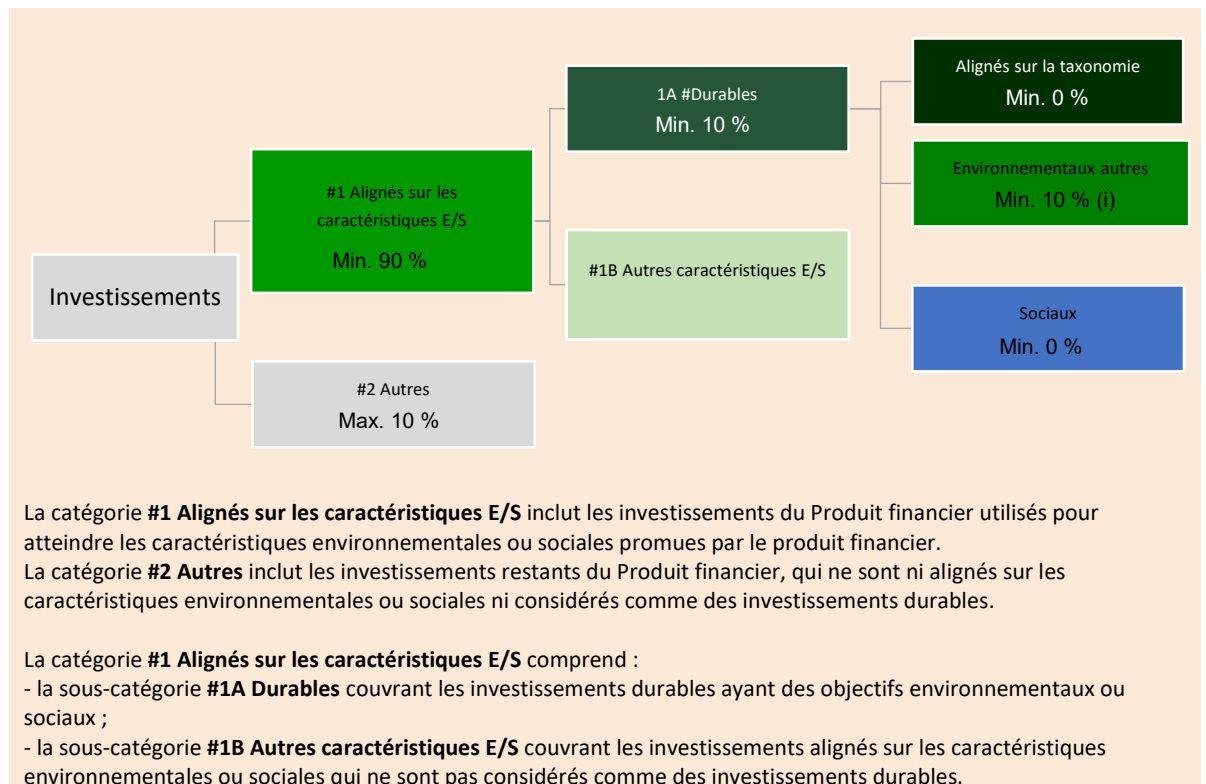 Alignés sur la taxonomie
Min. 0 %
1A #Durables
Min. 10 %
Environnementaux autres
Min. 10 % (i)
#1 Alignés sur les
caractéristiques E/S
Min. 90 %
#1B Autres caractéristiques E/S
Investissements
Sociaux
Min. 0 %
#2 Autres
Max. 10 %
La catégorie #1 Alignés sur les caractéristiques E/S inclut les investissements du Produit financier utilisés pour
atteindre les caractéristiques environnementales ou sociales promues par le produit financier.
La catégorie #2 Autres inclut les investissements restants du Produit financier, qui ne sont ni alignés sur les
caractéristiques environnementales ou sociales ni considérés comme des investissements durables.
La catégorie #1 Alignés sur les caractéristiques E/S comprend :
- la sous-catégorie #1A Durables couvrant les investissements durables ayant des objectifs environnementaux ou
sociaux ;
- la sous-catégorie #1B Autres caractéristiques E/S couvrant les investissements alignés sur les caractéristiques
environnementales ou sociales qui ne sont pas considérés comme des investissements durables.